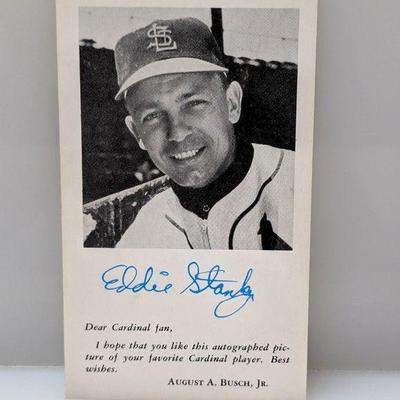 StL
Eddie Stanky
Dear Cardinal fan,
I hope that you like this autographed pic-
ture of your favorite Cardinal player. Best
wishes.
August A. Busch, Jr.